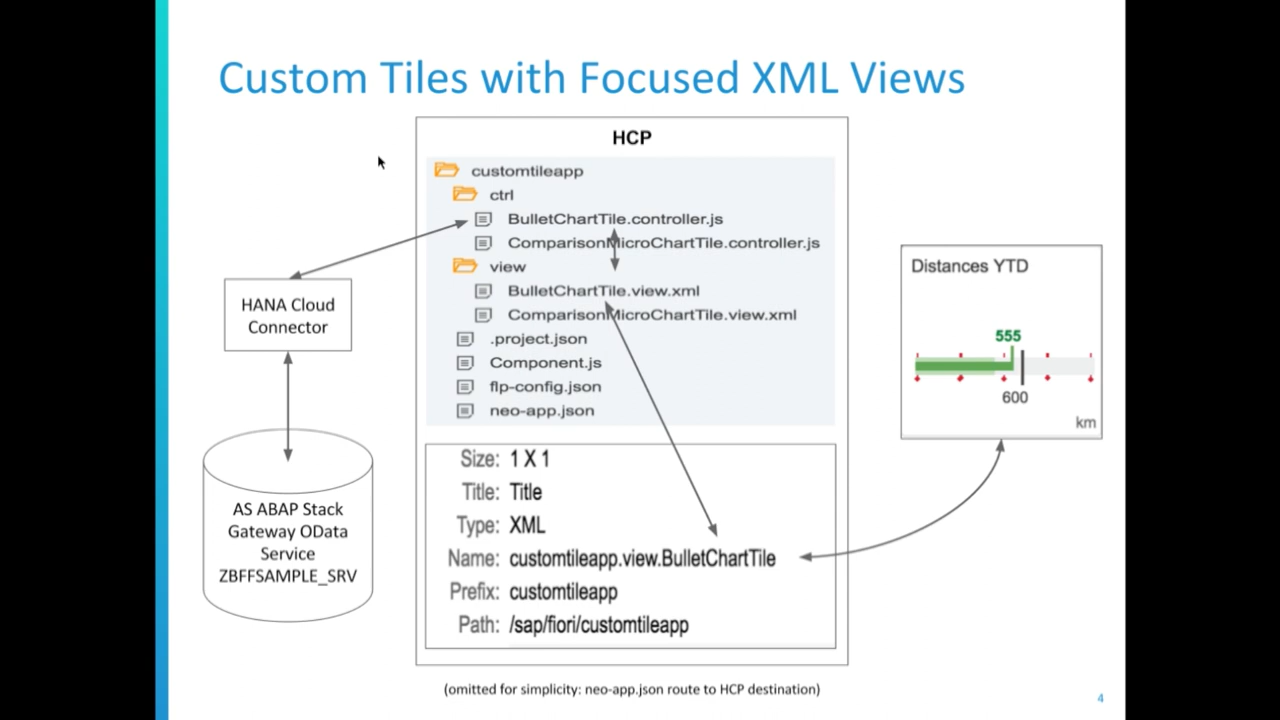 Custom Tiles with Focused XML Views
HCP
customtileapp
ctrl
BulletChartTile.controller.js
ComparisonMicroChartTile.controller.js
view
BulletChartTile.view.xml
ComparisonMicroChartTile.view.xml
.project.json
Component.js
flp-config.json
neo-app.json
HANA Cloud
Connector
AS ABAP Stack
Gateway OData
Service
ZBFFSAMPLE_SRV
Size: 1 X 1
Title: Title
Type: XML
Name: customtileapp.view.BulletChartTile
Prefix: customtileapp
Path: /sap/fiori/customtileapp
Distances YTD
555
600
km
(omitted for simplicity: neo-app.json route to HCP destination)
4